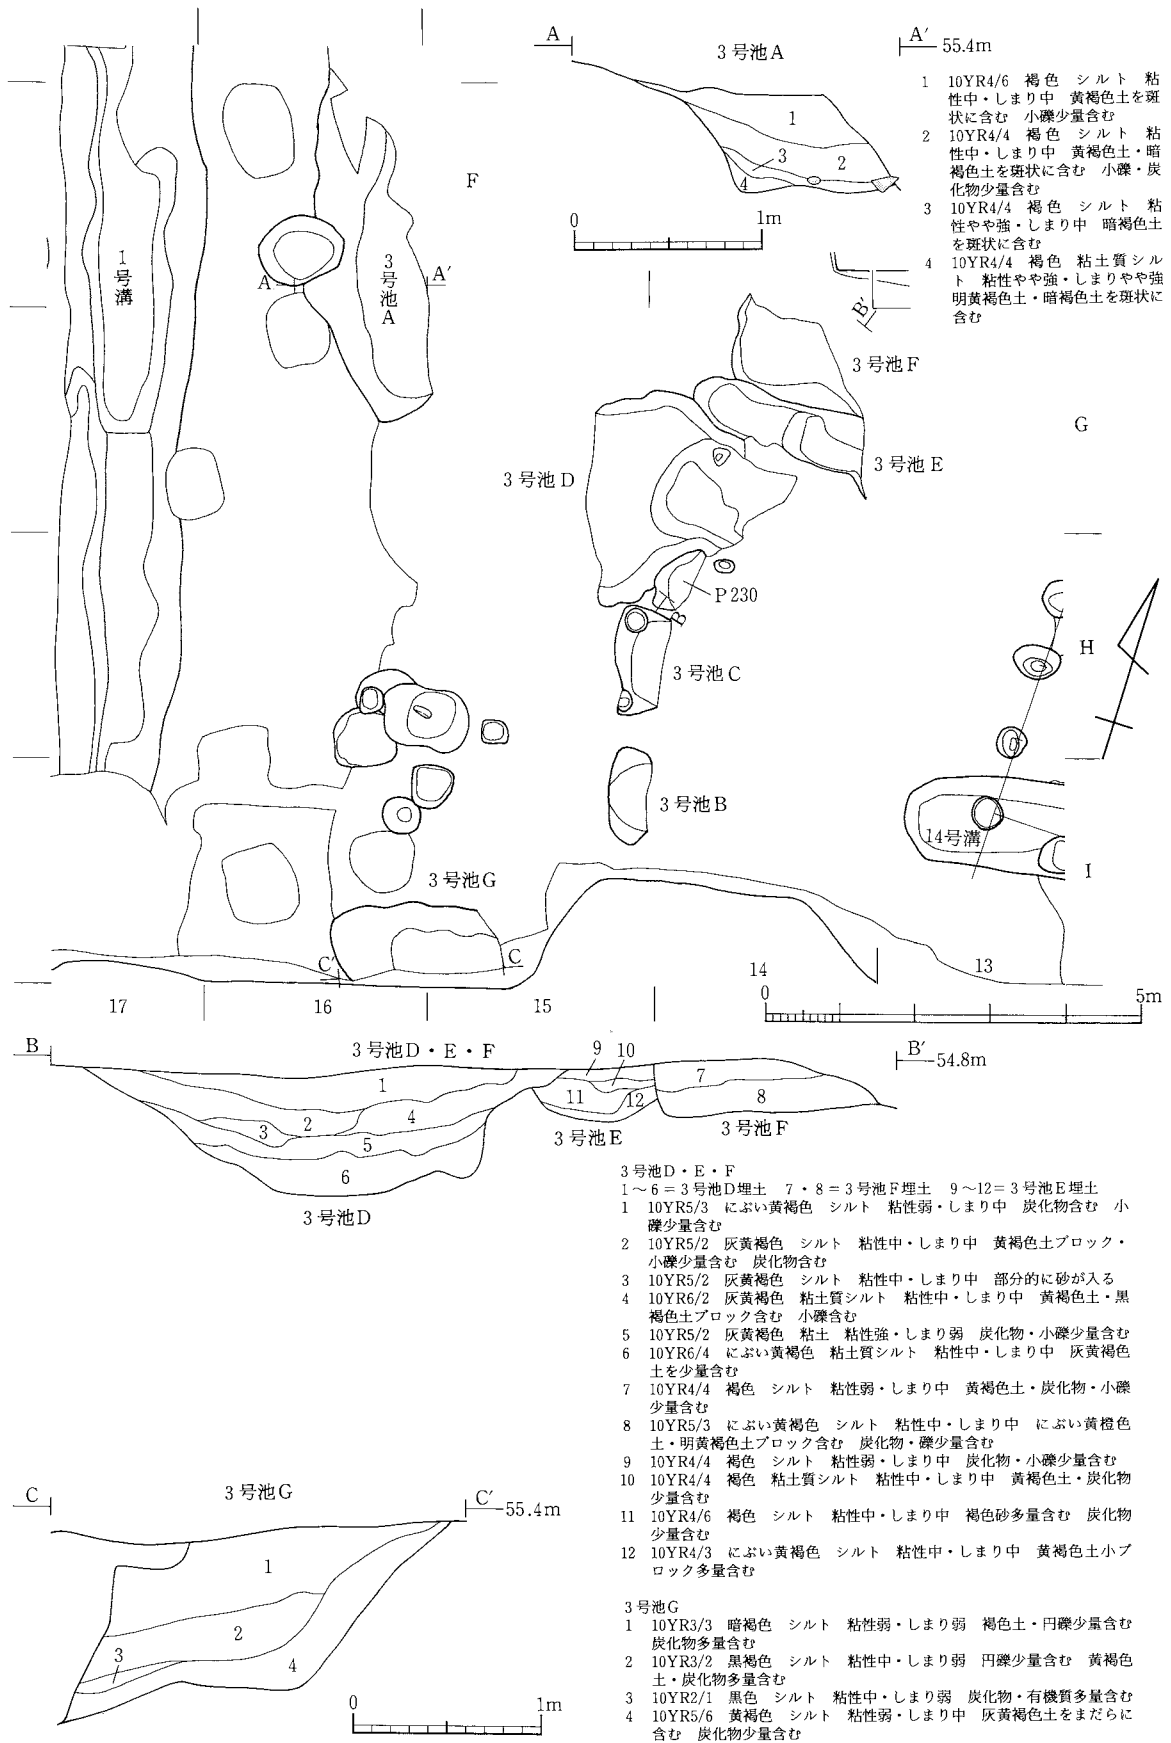 A
3号池A
A′
55.4m
1 10YR4/6 褐色 シルト 粘
性中・しまり中 黄褐色土を斑
状に含む 小礫少量含む
2 10YR4/4 褐色 シルト 粘
性中・しまり中 黄褐色土・暗
褐色土を斑状に含む 小礫・炭
化物少量含む
3 10YR4/4 褐色 シルト 粘
性やや強・しまり中 暗褐色土
を斑状に含む
4 10YR4/4 褐色 粘土質シル
ト 粘性やや強・しまりやや強
明黄褐色土・暗褐色土を斑状に
含む
1
2
3
4
0
1m
F
1号溝
3号池A
A
A′
B′
3号池F
G
3号池E
3号池D
P230
B
3号池C
H
3号池B
14号溝
I
3号池G
C′
C
17
16
15
14
13
0
5m
B
3号池D・E・F
B′
54.8m
1
2
3
4
5
6
7
8
9
10
11
12
3号池E
3号池F
3号池D
3号池D・E・F
1〜6=3号池D埋土 7・8=3号池F埋土 9〜12=3号池E埋土
1 10YR5/3 にぶい黄褐色 シルト 粘性弱・しまり中 炭化物含む 小
礫少量含む
2 10YR5/2 灰黄褐色 シルト 粘性中・しまり中 黄褐色土ブロック・
小礫少量含む 炭化物含む
3 10YR5/2 灰黄褐色 シルト 粘性中・しまり中 部分的に砂が入る
4 10YR6/2 灰黄褐色 粘土質シルト 粘性中・しまり中 黄褐色土・黒
褐色土ブロック含む 小礫含む
5 10YR5/2 灰黄褐色 粘土 粘性強・しまり弱 炭化物・小礫少量含む
6 10YR6/4 にぶい黄褐色 粘土質シルト 粘性中・しまり中 灰黄褐色
土を少量含む
7 10YR4/4 褐色 シルト 粘性弱・しまり中 黄褐色土・炭化物・小礫
少量含む
8 10YR5/3 にぶい黄褐色 シルト 粘性中・しまり中 にぶい黄橙色
土・明黄褐色土ブロック含む 炭化物・礫少量含む
9 10YR4/4 褐色 シルト 粘性弱・しまり中 炭化物・小礫少量含む
10 10YR4/4 褐色 粘土質シルト 粘性中・しまり中 黄褐色土・炭化物
少量含む
11 10YR4/6 褐色 シルト 粘性中・しまり中 褐色砂多量含む 炭化物
少量含む
12 10YR4/3 にぶい黄褐色 シルト 粘性中・しまり中 黄褐色土小ブ
ロック多量含む
C
3号池G
C′
55.4m
1
2
3
4
0
1m
3号池G
1 10YR3/3 暗褐色 シルト 粘性弱・しまり弱 褐色土・円礫少量含む
炭化物多量含む
2 10YR3/2 黒褐色 シルト 粘性中・しまり弱 円礫少量含む 黄褐色
土・炭化物多量含む
3 10YR2/1 黒色 シルト 粘性中・しまり弱 炭化物・有機質多量含む
4 10YR5/6 黄褐色 シルト 粘性弱・しまり中 灰黄褐色土をまだらに
含む 炭化物少量含む